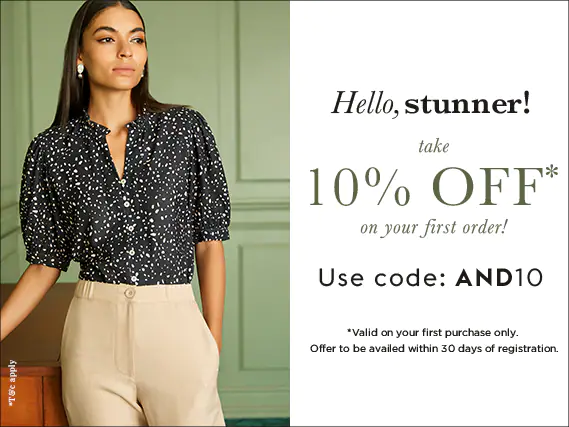 Hello, stunner!
take
10% OFF*
on your first order!
Use code: AND10
*Valid on your first purchase only.
Offer to be availed within 30 days of registration.
*T&c apply